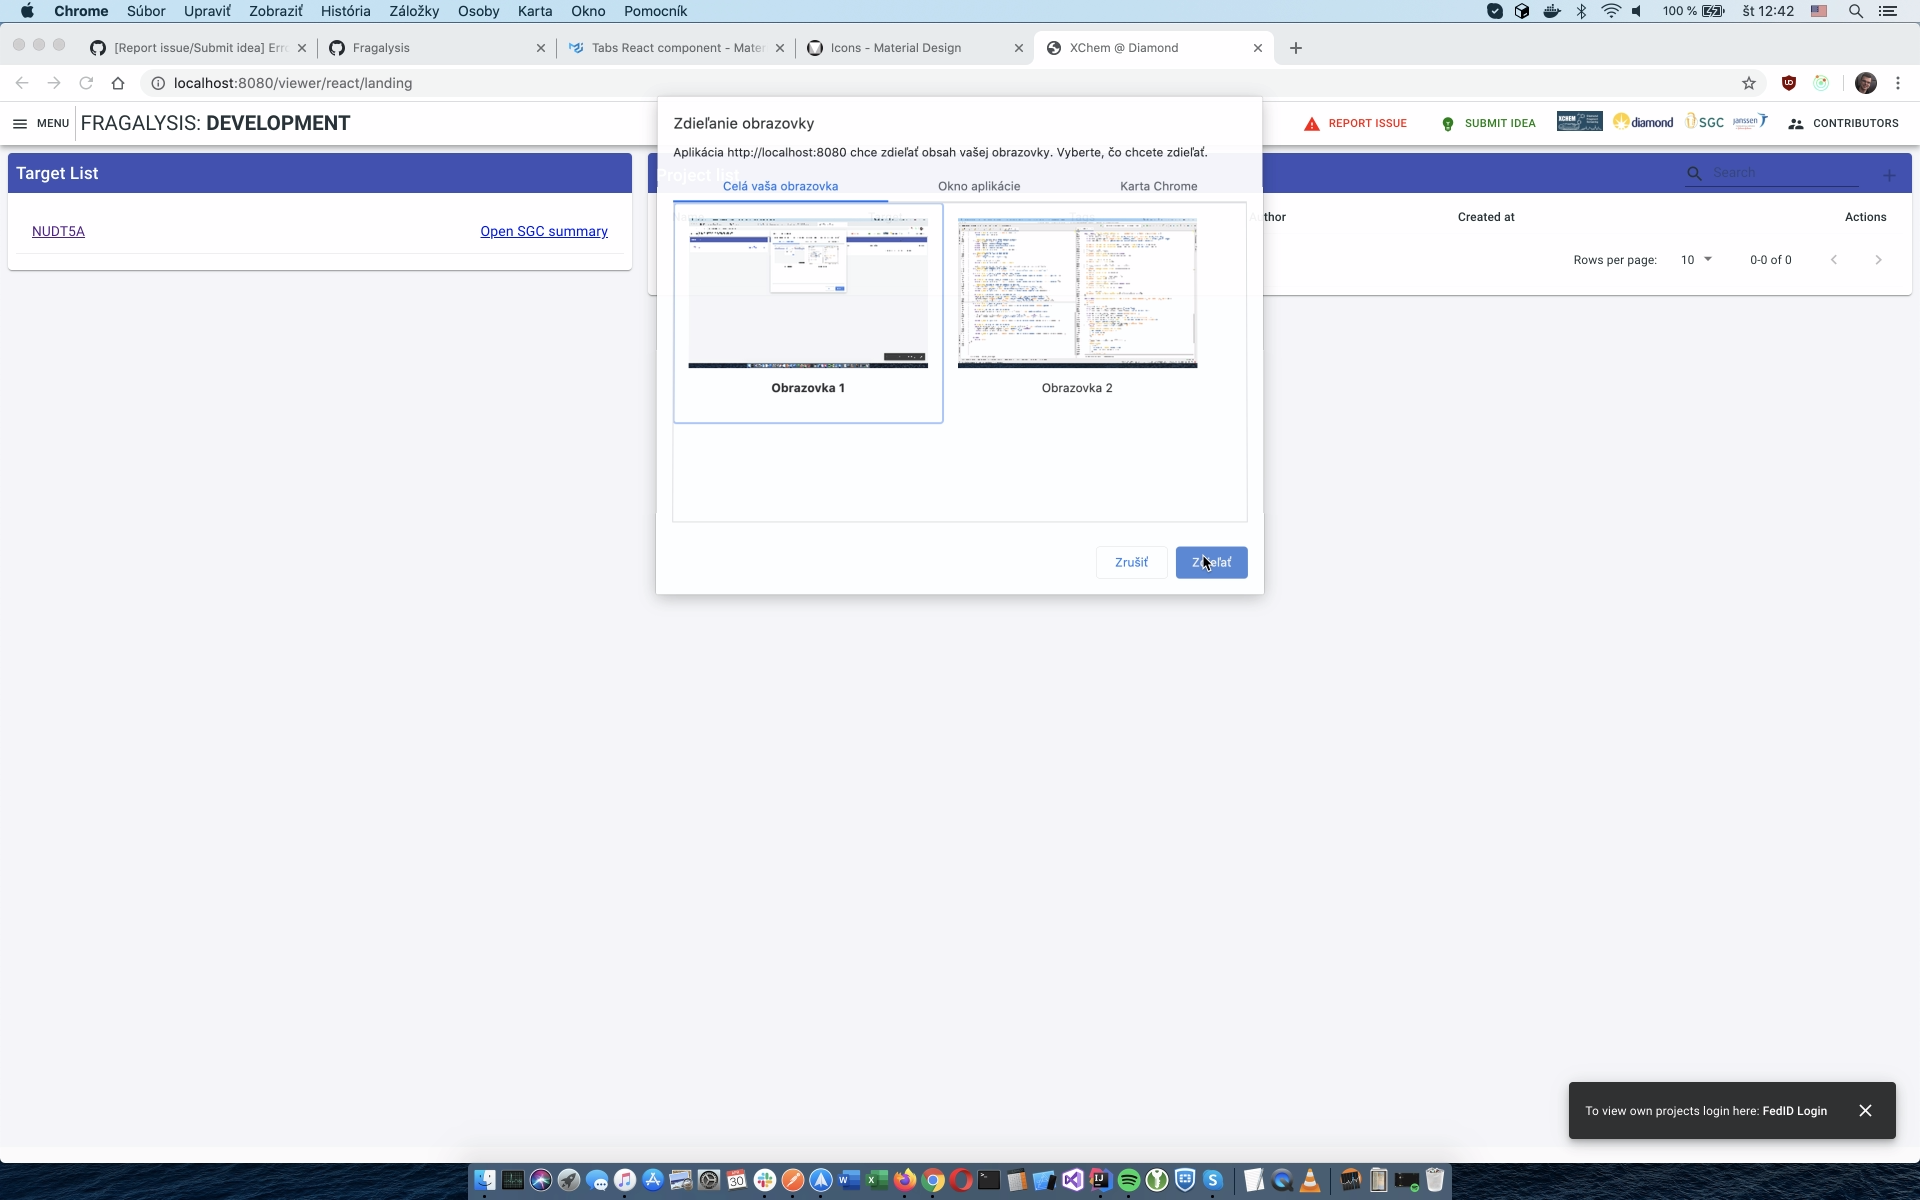 Chrome Súbor Upraviť Zobraziť História Záložky Osoby Karta Okno Pomocník 100 % št 12:42
[Report issue/Submit idea] Err
Fragalysis
Tabs React component - Mater
Icons - Material Design
XChem @ Diamond
localhost:8080/viewer/react/landing
MENU
FRAGALYSIS: DEVELOPMENT
REPORT ISSUE
SUBMIT IDEA
XCHEM
diamond
SGC
janssen
CONTRIBUTORS
Zdieľanie obrazovky
Aplikácia http://localhost:8080 chce zdieľať obsah vašej obrazovky. Vyberte, čo chcete zdieľať.
Target List
Project list
Search
Celá vaša obrazovka
Okno aplikácie
Karta Chrome
Author
Created at
Actions
NUDT5A
Open SGC summary
Rows per page: 10 0-0 of 0
Obrazovka 1
Obrazovka 2
Zrušiť
Zdieľať
To view own projects login here: FedID Login
30